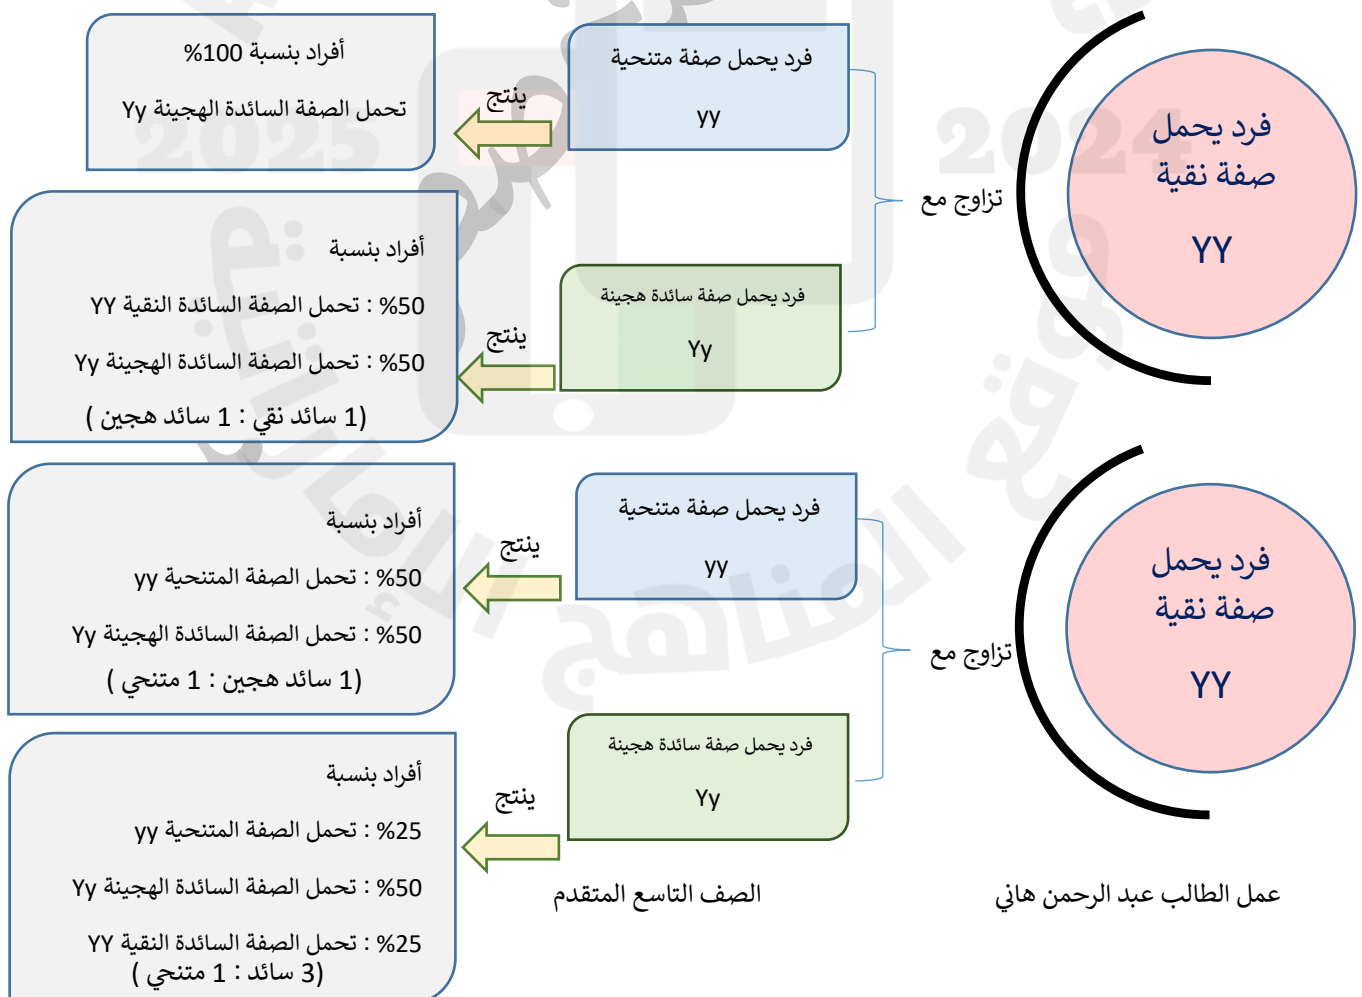 فرد يحمل
صفة نقية
YY
تزاوج مع
فرد يحمل صفة متنحية
yy
ينتج
أفراد بنسبة 100%
تحمل الصفة السائدة الهجينة Yy
فرد يحمل صفة سائدة هجينة
Yy
ينتج
أفراد بنسبة
50% : تحمل الصفة السائدة النقية YY
50% : تحمل الصفة السائدة الهجينة Yy
(1 سائد نقي : 1 سائد هجين )
فرد يحمل
صفة نقية
YY
تزاوج مع
فرد يحمل صفة متنحية
yy
ينتج
أفراد بنسبة
50% : تحمل الصفة المتنحية yy
50% : تحمل الصفة السائدة الهجينة Yy
(1 سائد هجين : 1 متنحي )
فرد يحمل صفة سائدة هجينة
Yy
ينتج
أفراد بنسبة
25% : تحمل الصفة المتنحية yy
50% : تحمل الصفة السائدة الهجينة Yy
25% : تحمل الصفة السائدة النقية YY
(3 سائد : 1 متنحي )
عمل الطالب عبد الرحمن هاني
الصف التاسع المتقدم
2024
2025
موقع المناهج الإماراتية